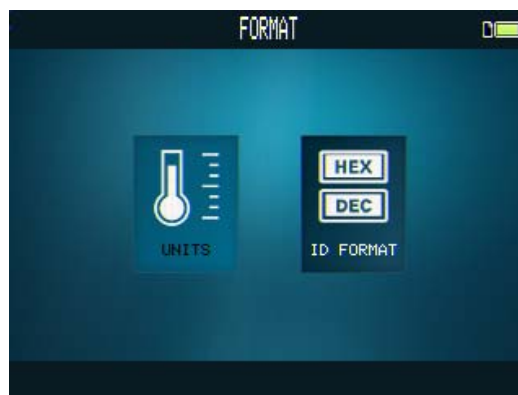 FORMAT
HEX
DEC
UNITS
ID FORMAT